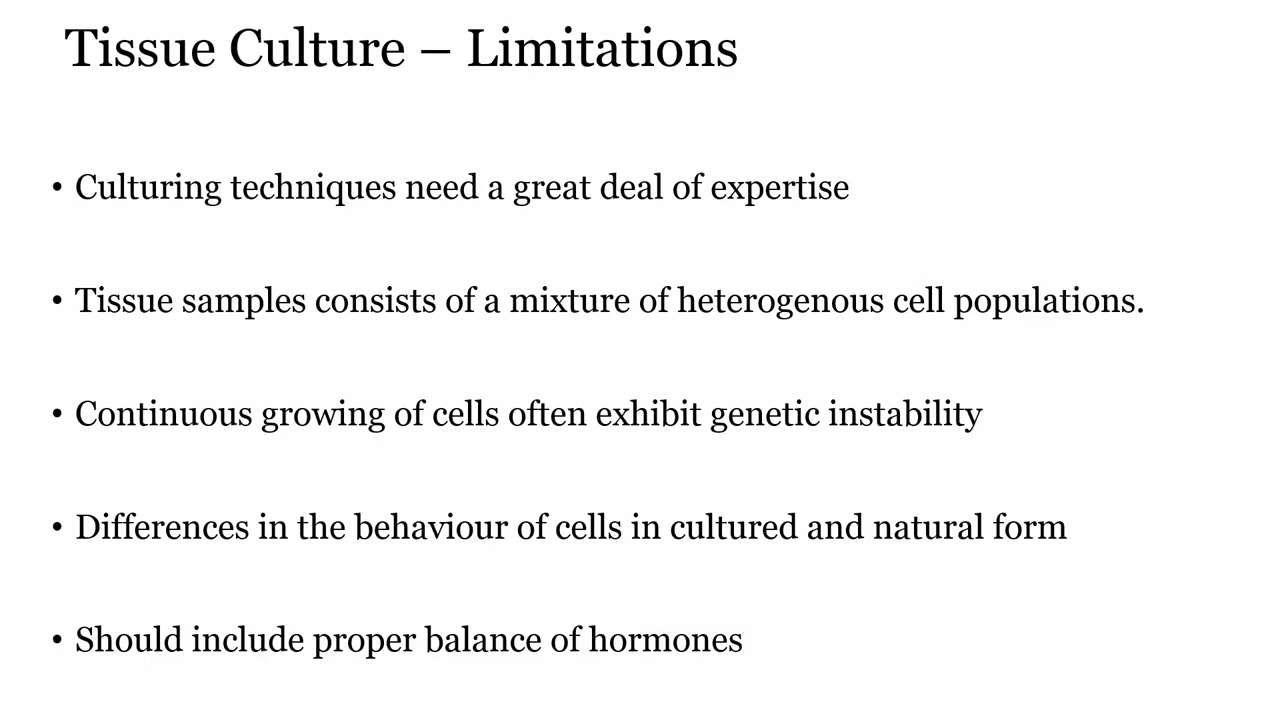 Tissue Culture – Limitations
• Culturing techniques need a great deal of expertise
• Tissue samples consists of a mixture of heterogenous cell populations.
• Continuous growing of cells often exhibit genetic instability
• Differences in the behaviour of cells in cultured and natural form
• Should include proper balance of hormones